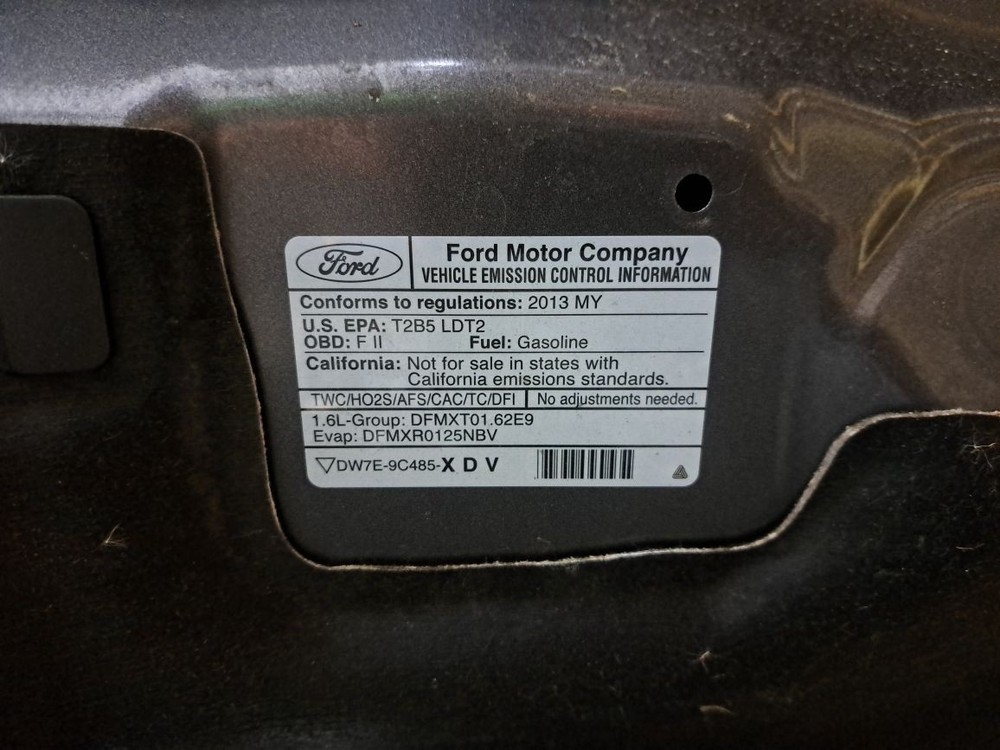 Ford
Ford Motor Company
VEHICLE EMISSION CONTROL INFORMATION
Conforms to regulations: 2013 MY
U.S. EPA: T2B5 LDT2
OBD: F II Fuel: Gasoline
California: Not for sale in states with
California emissions standards.
TWC/HO2S/AFS/CAC/TC/DFI No adjustments needed.
1.6L-Group: DFMXT01.62E9
Evap: DFMXR0125NBV
DW7E-9C485-X D V